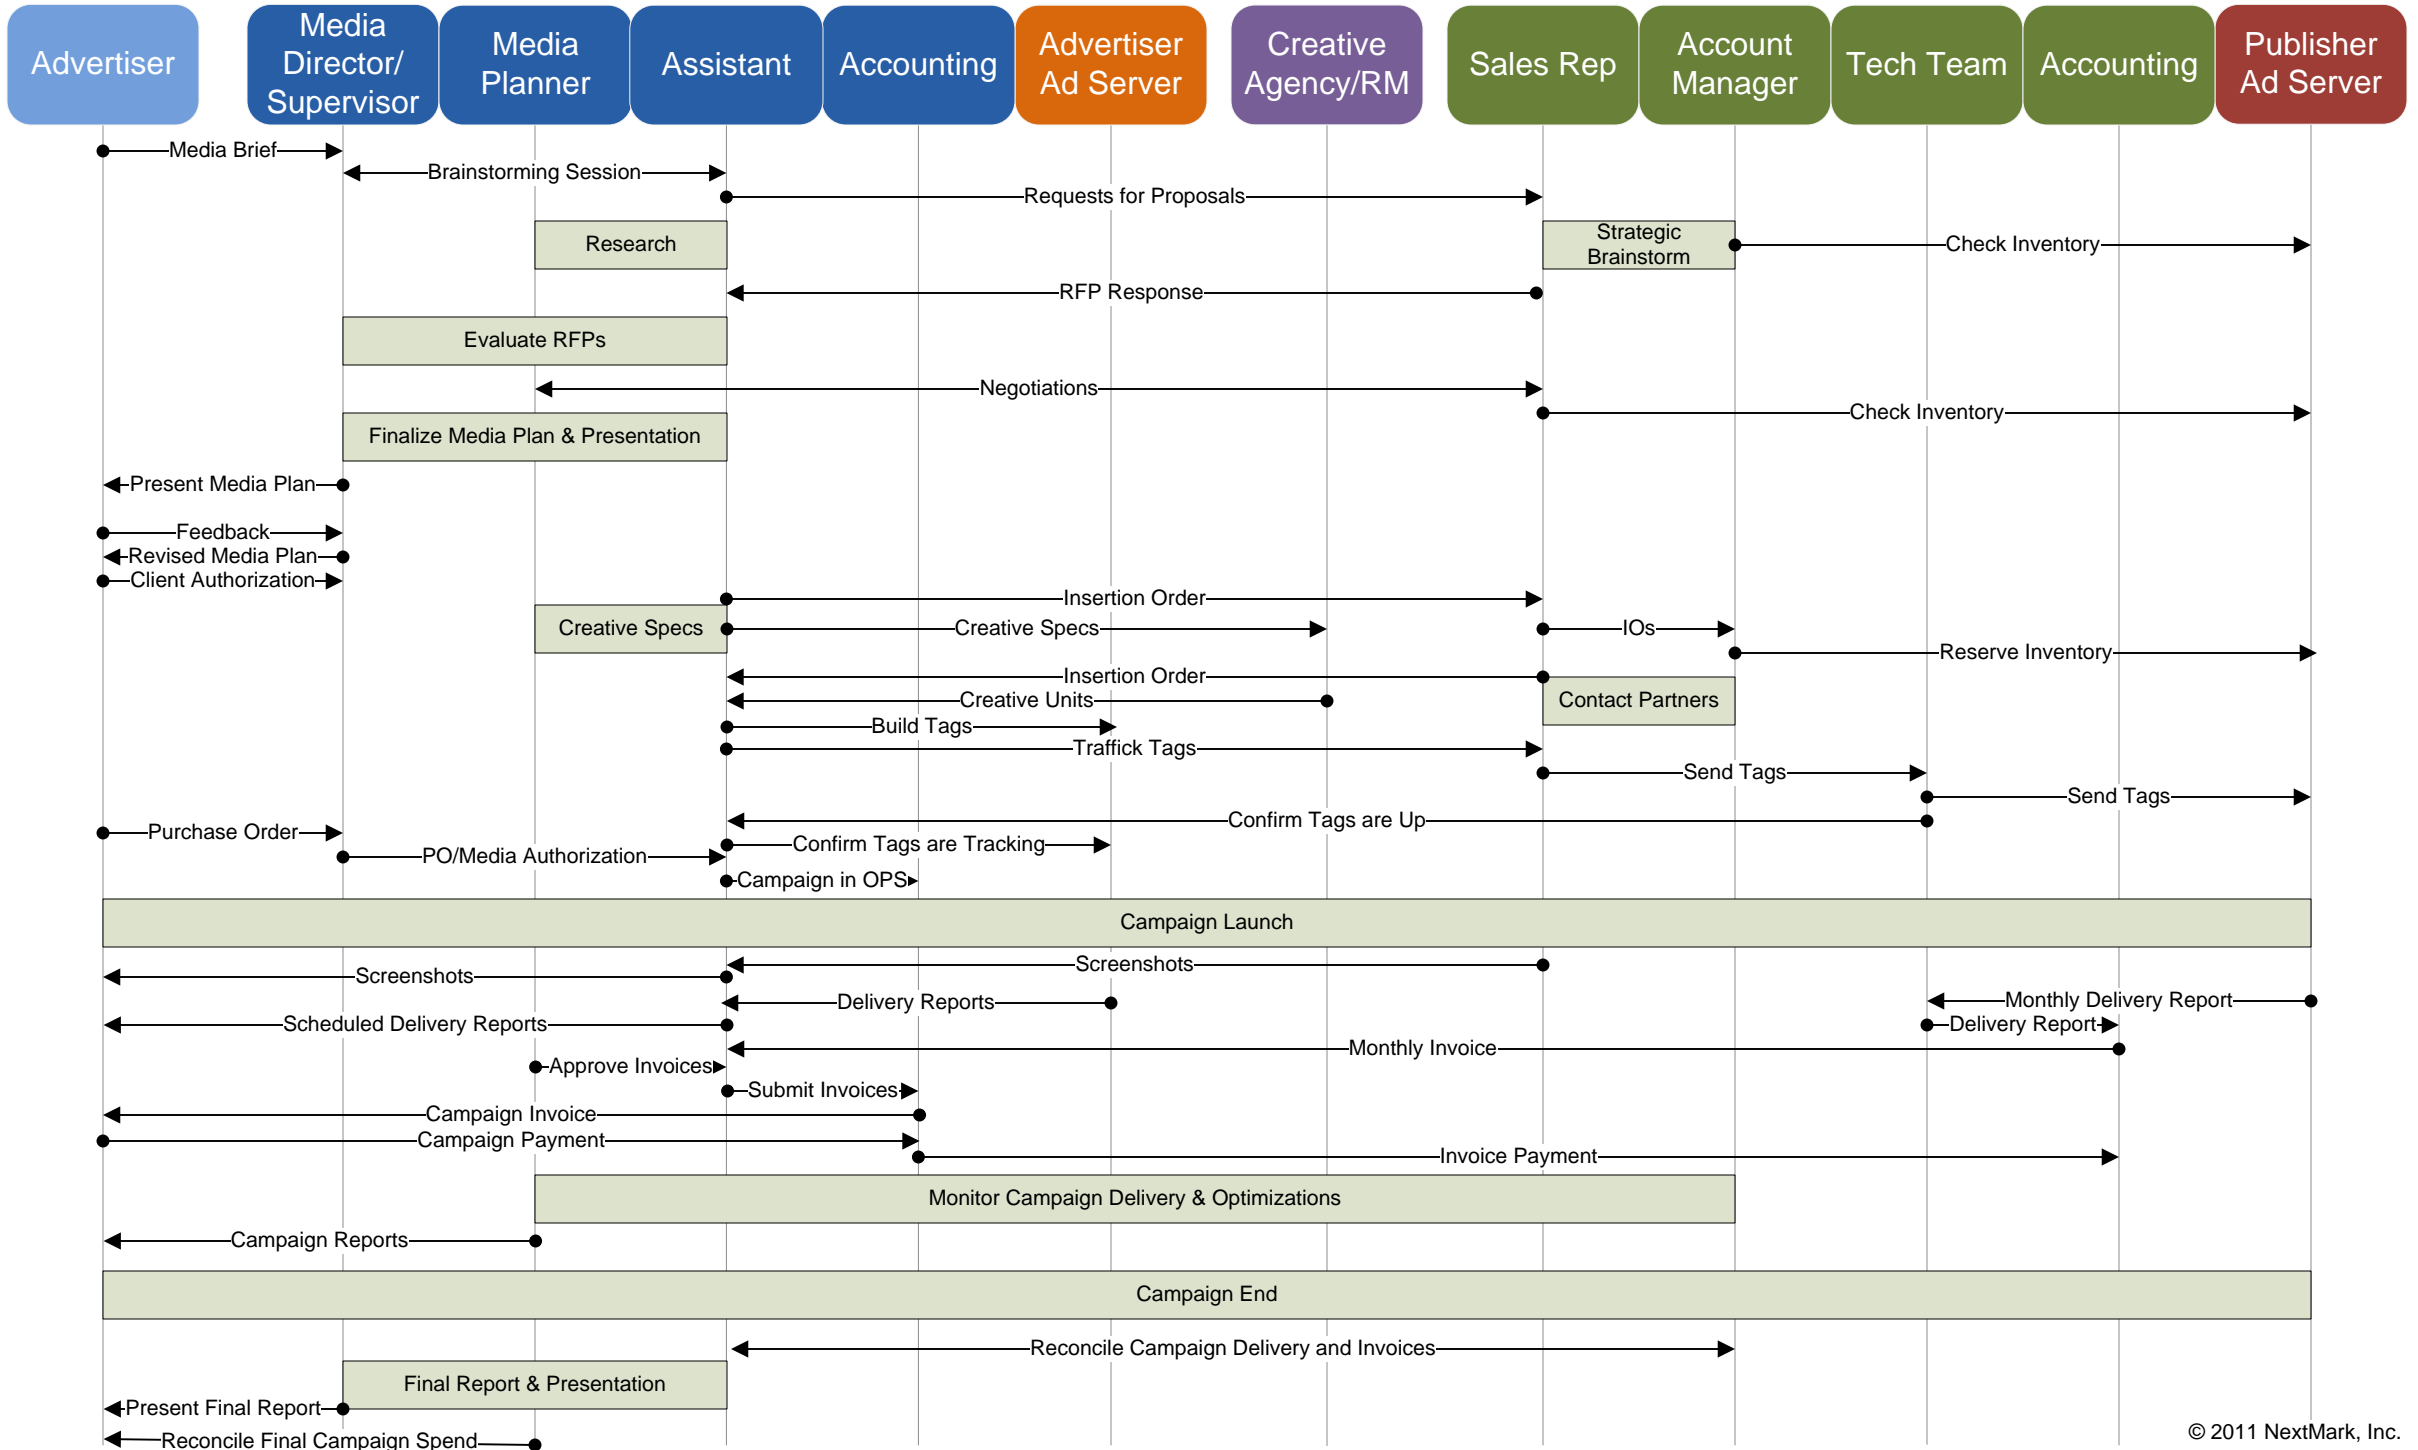 Advertiser
Media
Director/
Supervisor
Media
Planner
Assistant
Accounting
Advertiser
Ad Server
Creative
Agency/RM
Sales Rep
Account
Manager
Tech Team
Accounting
Publisher
Ad Server
Media Brief
Brainstorming Session
Requests for Proposals
Research
Strategic
Brainstorm
Check Inventory
RFP Response
Evaluate RFPs
Negotiations
Check Inventory
Finalize Media Plan & Presentation
Present Media Plan
Feedback
Revised Media Plan
Client Authorization
Insertion Order
Creative Specs
Creative Specs
IOs
Reserve Inventory
Insertion Order
Creative Units
Contact Partners
Build Tags
Traffick Tags
Send Tags
Send Tags
Confirm Tags are Up
Purchase Order
Confirm Tags are Tracking
PO/Media Authorization
Campaign in OPS
Campaign Launch
Screenshots
Screenshots
Delivery Reports
Monthly Delivery Report
Scheduled Delivery Reports
Delivery Report
Monthly Invoice
Approve Invoices
Submit Invoices
Campaign Invoice
Campaign Payment
Invoice Payment
Monitor Campaign Delivery & Optimizations
Campaign Reports
Campaign End
Reconcile Campaign Delivery and Invoices
Final Report & Presentation
Present Final Report
Reconcile Final Campaign Spend
© 2011 NextMark, Inc.